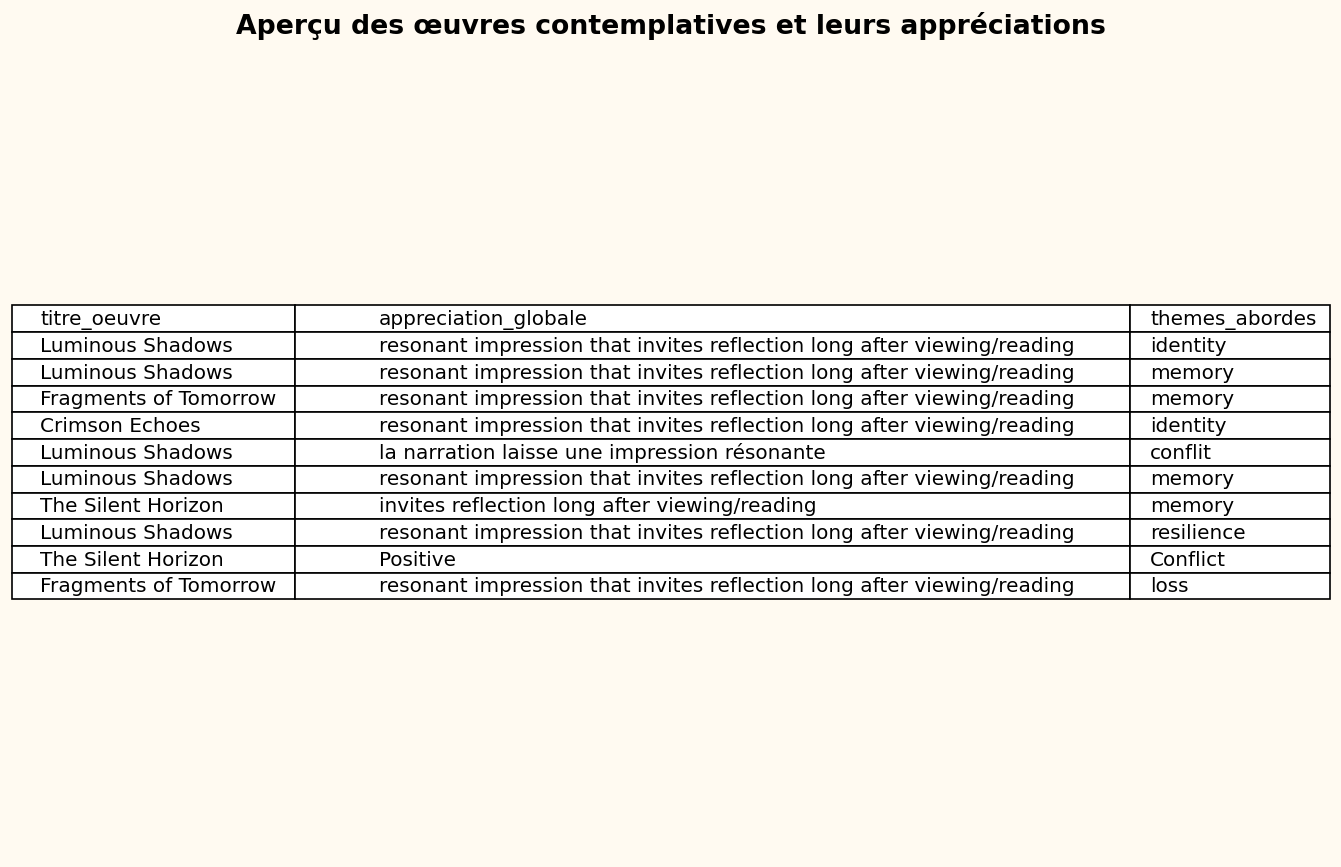 Aperçu des œuvres contemplatives et leurs appréciations
titre_oeuvre appreciation_globale themes_abordes
Luminous Shadows resonant impression that invites reflection long after viewing/reading identity
Luminous Shadows resonant impression that invites reflection long after viewing/reading memory
Fragments of Tomorrow resonant impression that invites reflection long after viewing/reading memory
Crimson Echoes resonant impression that invites reflection long after viewing/reading identity
Luminous Shadows la narration laisse une impression résonante conflit
Luminous Shadows resonant impression that invites reflection long after viewing/reading memory
The Silent Horizon invites reflection long after viewing/reading memory
Luminous Shadows resonant impression that invites reflection long after viewing/reading resilience
The Silent Horizon Positive Conflict
Fragments of Tomorrow resonant impression that invites reflection long after viewing/reading loss